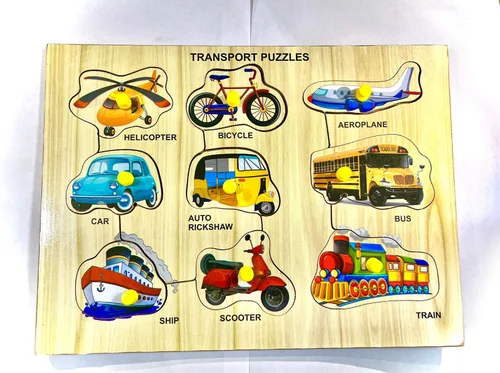 TRANSPORT PUZZLES
HELICOPTER
BICYCLE
AEROPLANE
CAR
AUTO
RICKSHAW
BUS
SHIP
SCOOTER
TRAIN